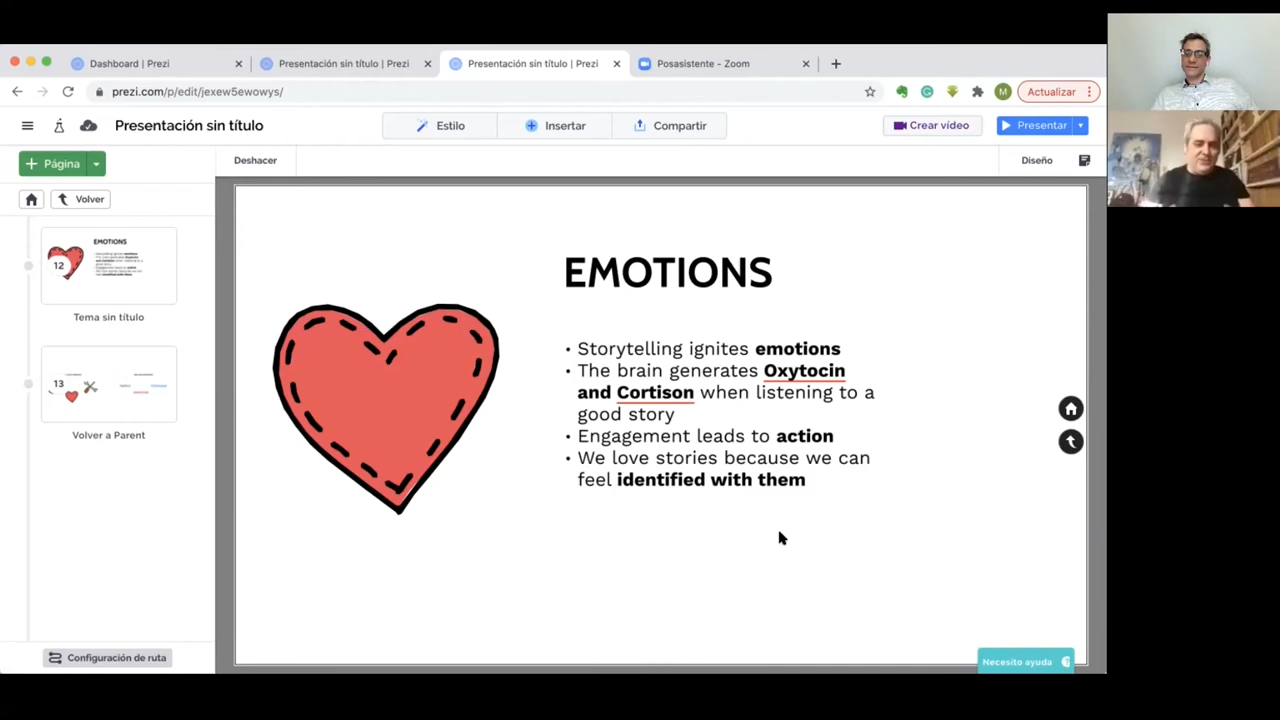 Dashboard | Prezi
Presentación sin título | Prezi
Presentación sin título | Prezi
Posasistente - Zoom
prezi.com/p/edit/jexew5ewowys/
M
Actualizar
Presentación sin título
Estilo
Insertar
Compartir
Crear vídeo
Presentar
+ Página
Deshacer
Diseño
Volver
12
EMOTIONS
Tema sin título
13
Volver a Parent
Configuración de ruta
EMOTIONS
• Storytelling ignites emotions
• The brain generates Oxytocin
and Cortison when listening to a
good story
• Engagement leads to action
• We love stories because we can
feel identified with them
Necesito ayuda